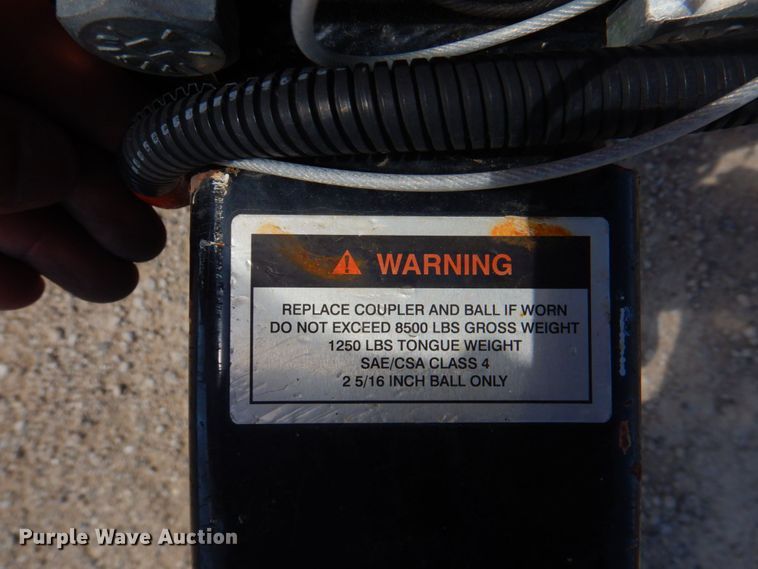 WARNING
REPLACE COUPLER AND BALL IF WORN
DO NOT EXCEED 8500 LBS GROSS WEIGHT
1250 LBS TONGUE WEIGHT
SAE/CSA CLASS 4
2 5/16 INCH BALL ONLY
Purple Wave Auction®